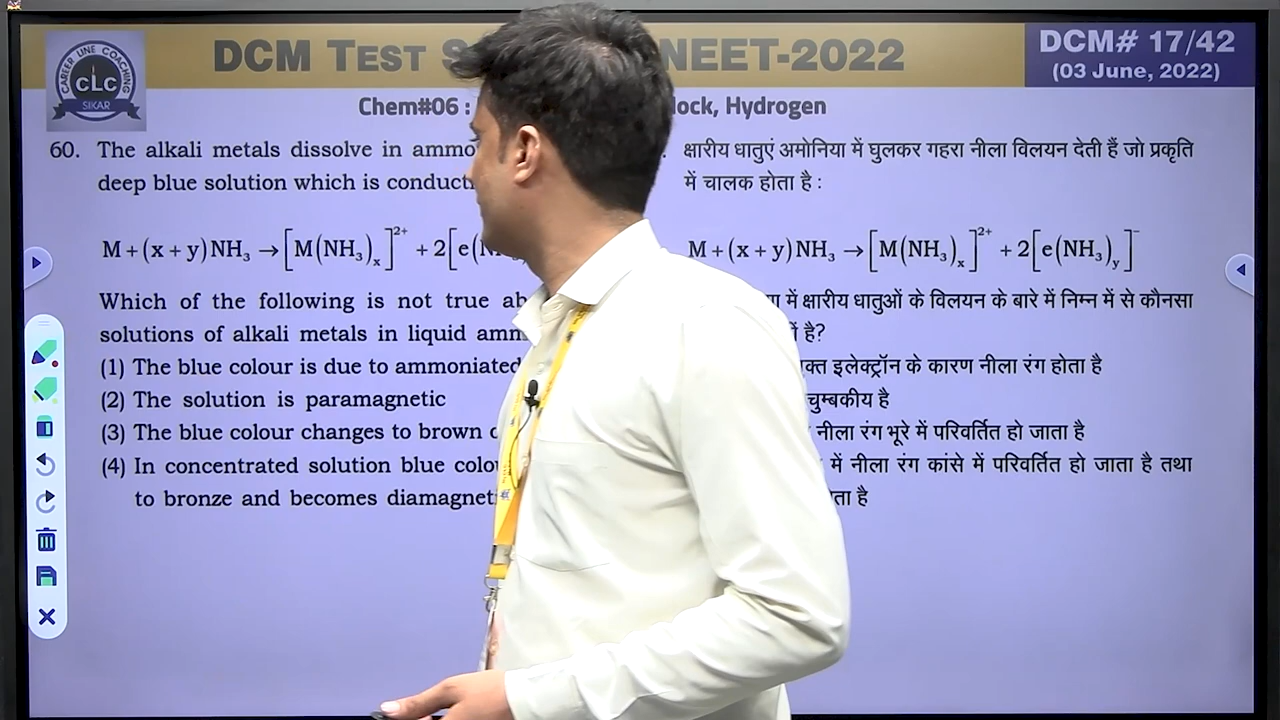 CAREER LINE COACHING
CLC
SIKAR
DCM TEST S NEET-2022
DCM# 17/42
(03 June, 2022)
Chem#06 : lock, Hydrogen
60. The alkali metals dissolve in ammo
deep blue solution which is conduct
M + (x + y) NH₃ → [M(NH₃)ₓ]²⁺ + 2[e(N
Which of the following is not true ab
solutions of alkali metals in liquid amn
(1) The blue colour is due to ammoniated
(2) The solution is paramagnetic
(3) The blue colour changes to brown
(4) In concentrated solution blue colo
to bronze and becomes diamagneti
क्षारीय धातुएं अमोनिया में घुलकर गहरा नीला विलयन देती हैं जो प्रकृति
में चालक होता है :
M + (x + y) NH₃ → [M(NH₃)ₓ]²⁺ + 2[e(NH₃)ᵧ]⁻
में क्षारीय धातुओं के विलयन के बारे में निम्न में से कौनसा
है?
इलेक्ट्रॉन के कारण नीला रंग होता है
चुम्बकीय है
नीला रंग भूरे में परिवर्तित हो जाता है
में नीला रंग कांसे में परिवर्तित हो जाता है तथा
है